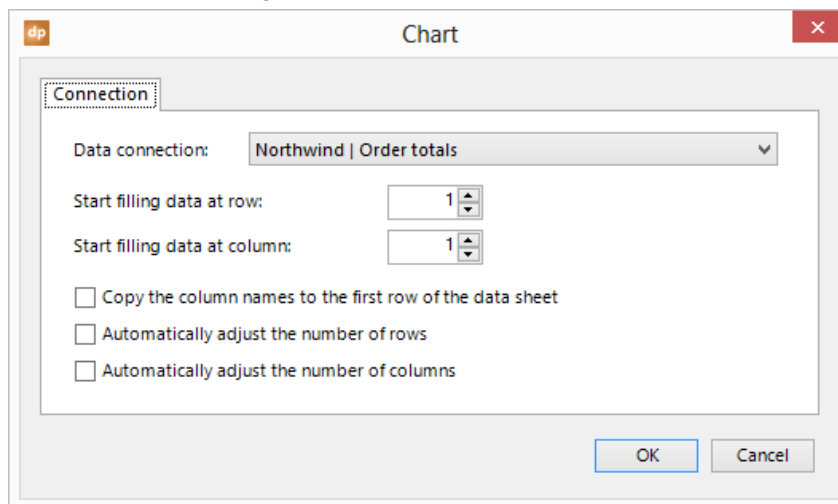 dp
Chart
Connection
Data connection: Northwind | Order totals
Start filling data at row: 1
Start filling data at column: 1
Copy the column names to the first row of the data sheet
Automatically adjust the number of rows
Automatically adjust the number of columns
OK Cancel